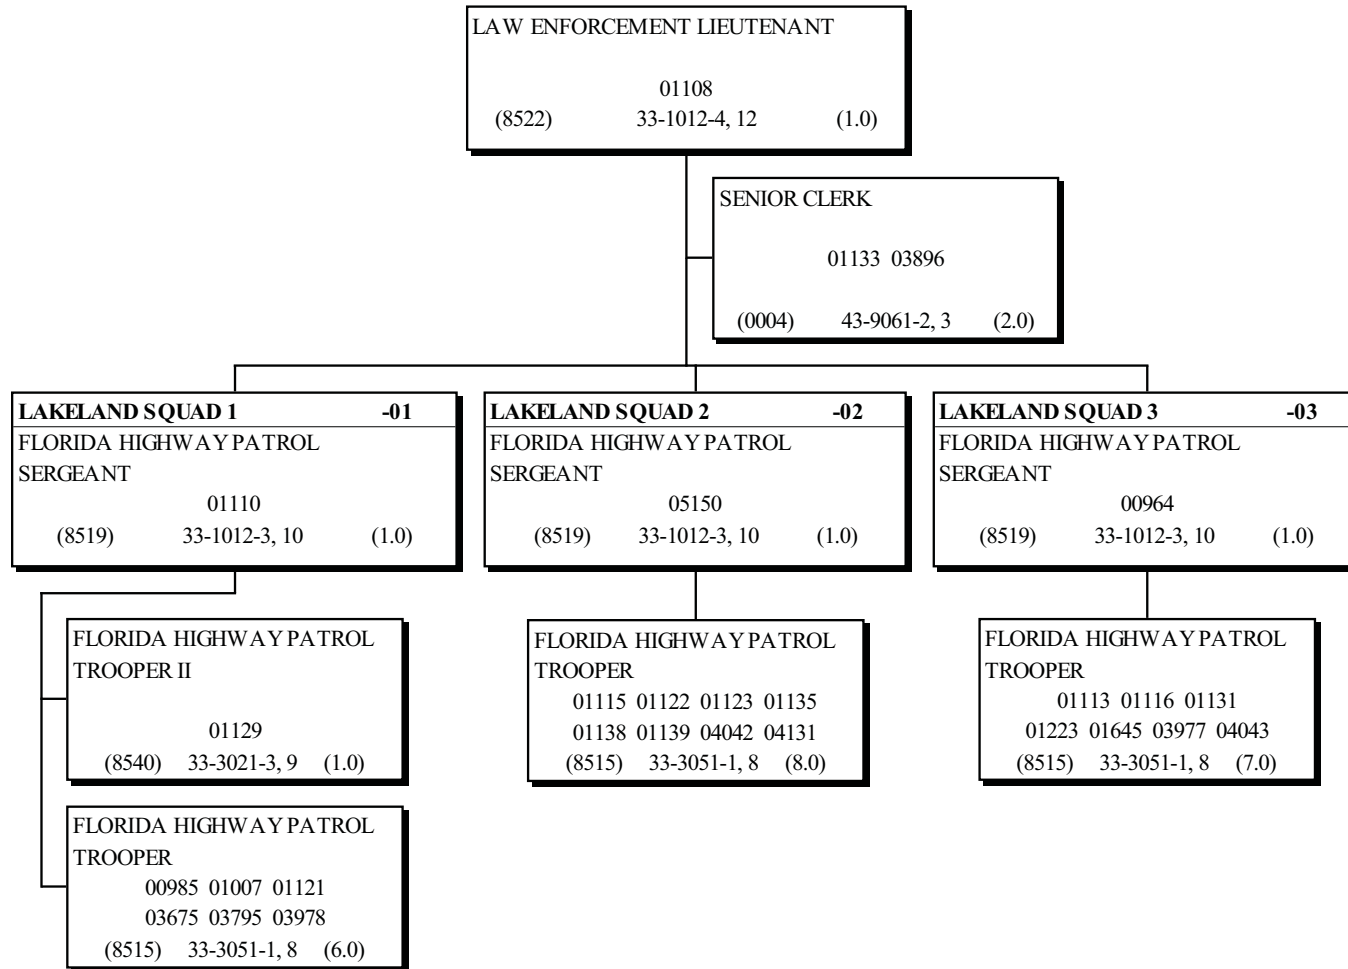 LAW ENFORCEMENT LIEUTENANT
01108
(8522) 33-1012-4, 12 (1.0)
SENIOR CLERK
01133 03896
(0004) 43-9061-2, 3 (2.0)
LAKELAND SQUAD 1 -01
FLORIDA HIGHWAY PATROL
SERGEANT
01110
(8519) 33-1012-3, 10 (1.0)
FLORIDA HIGHWAY PATROL
TROOPER II
01129
(8540) 33-3021-3, 9 (1.0)
FLORIDA HIGHWAY PATROL
TROOPER
00985 01007 01121
03675 03795 03978
(8515) 33-3051-1, 8 (6.0)
LAKELAND SQUAD 2 -02
FLORIDA HIGHWAY PATROL
SERGEANT
05150
(8519) 33-1012-3, 10 (1.0)
FLORIDA HIGHWAY PATROL
TROOPER
01115 01122 01123 01135
01138 01139 04042 04131
(8515) 33-3051-1, 8 (8.0)
LAKELAND SQUAD 3 -03
FLORIDA HIGHWAY PATROL
SERGEANT
00964
(8519) 33-1012-3, 10 (1.0)
FLORIDA HIGHWAY PATROL
TROOPER
01113 01116 01131
01223 01645 03977 04043
(8515) 33-3051-1, 8 (7.0)